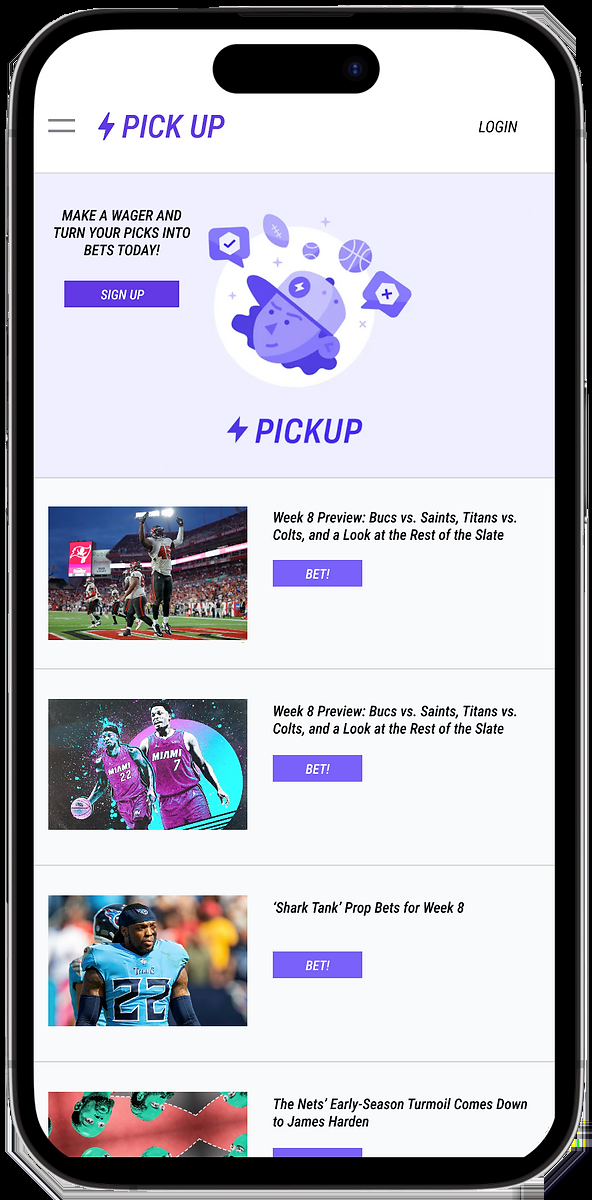 PICK UP
LOGIN
MAKE A WAGER AND
TURN YOUR PICKS INTO
BETS TODAY!
SIGN UP
PICKUP
Week 8 Preview: Bucs vs. Saints, Titans vs.
Colts, and a Look at the Rest of the Slate
BET!
Week 8 Preview: Bucs vs. Saints, Titans vs.
Colts, and a Look at the Rest of the Slate
BET!
MIAMI
22
MIAMI
7
‘Shark Tank’ Prop Bets for Week 8
BET!
TITANS
22
The Nets’ Early-Season Turmoil Comes Down
to James Harden